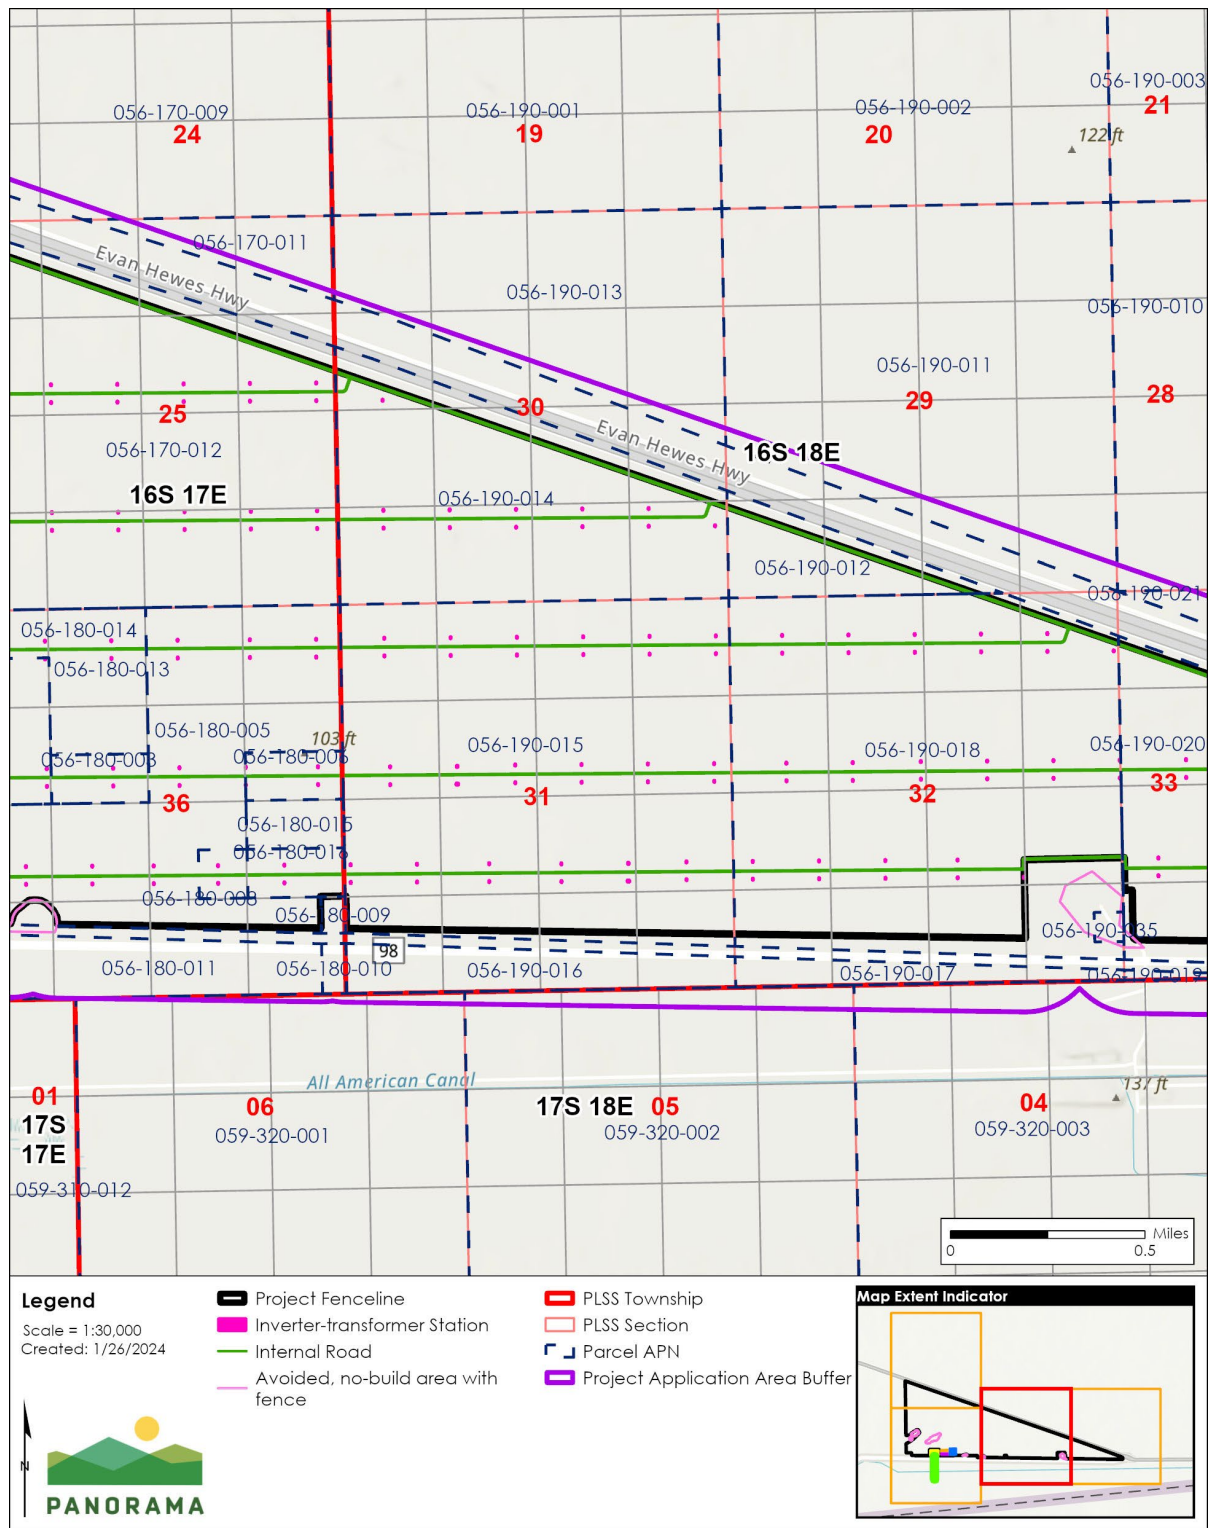 056-190-003
21
056-170-009
056-190-001
056-190-002
24
19
20
122 ft
056-170-011
Evan Hewes Hwy
056-190-013
056-190-010
056-190-011
28
29
30
25
Evan Hewes Hwy
056-170-012
16S 18E
16S 17E
056-190-014
056-190-012
056-190-021
056-180-014
056-180-013
056-180-005
103 ft
056-190-015
056-190-018
056-190-020
056-180-003
056-180-006
36
31
32
33
056-180-015
056-180-016
056-180-008
056-180-009
056-190-035
98
056-180-011
056-180-010
056-190-016
056-190-017
056-190-019
All American Canal
137 ft
01
06
17S 18E
05
04
17S
17E
059-320-001
059-320-002
059-320-003
059-310-012
Miles
0
0.5
Legend
Scale = 1:30,000
Created: 1/26/2024
Project Fenceline
Inverter-transformer Station
Internal Road
Avoided, no-build area with
fence
PLSS Township
PLSS Section
Parcel APN
Project Application Area Buffer
Map Extent Indicator
N
PANORAMA